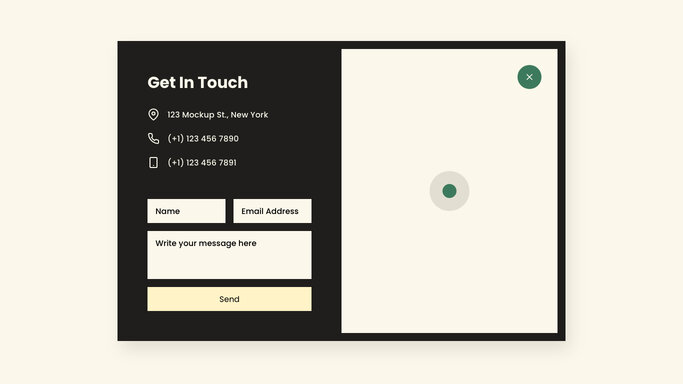 Get In Touch
123 Mockup St., New York
(+1) 123 456 7890
(+1) 123 456 7891
Name
Email Address
Write your message here
Send